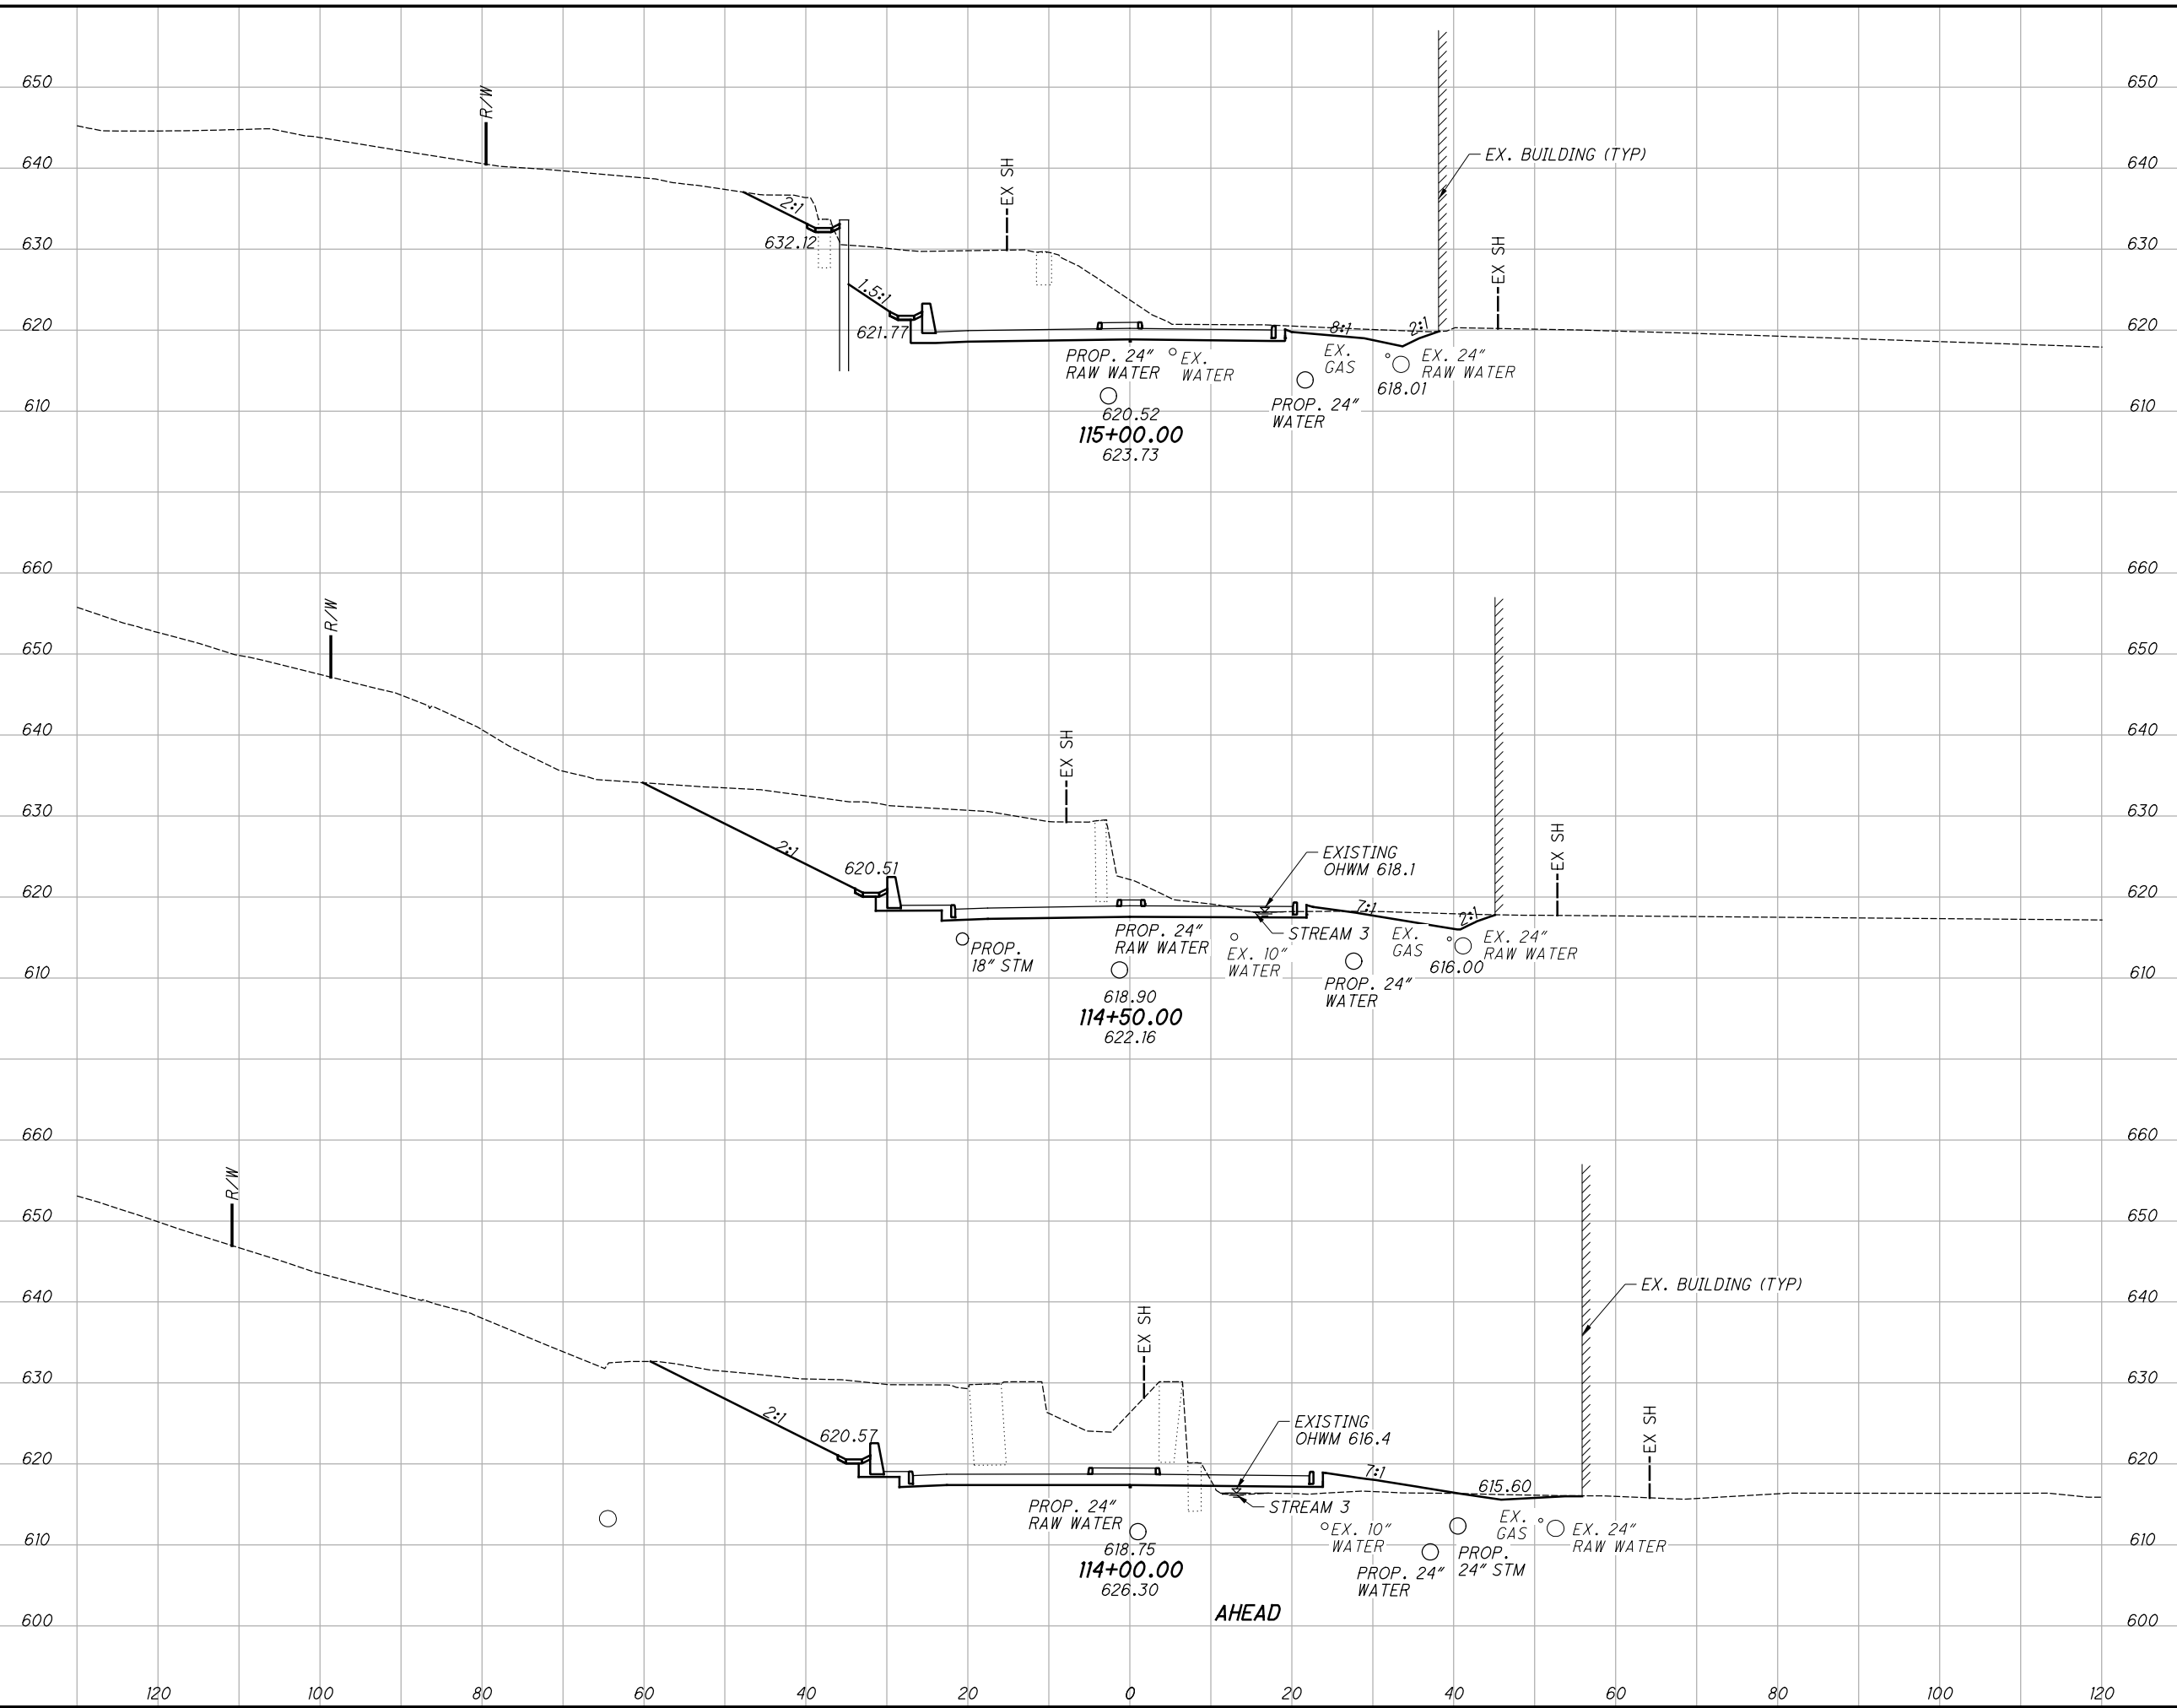 650 650
R/W
EX. BUILDING (TYP)
640 640
EX SH
2:1
632.12
630 630
EX SH
1.5:1
621.77
620 620
8:1
2:1
PROP. 24"
RAW WATER
EX.
WATER
EX.
GAS
EX. 24"
RAW WATER
618.01
PROP. 24"
WATER
610 610
620.52
115+00.00
623.73
660 660
R/W
650 650
640 640
EX SH
630 630
2:1
620.51
EXISTING
OHWM 618.1
EX SH
620 620
7:1
2:1
PROP.
18" STM
PROP. 24"
RAW WATER
STREAM 3
EX. 10"
WATER
EX.
GAS
EX. 24"
RAW WATER
616.00
610 610
PROP. 24"
WATER
618.90
114+50.00
622.16
660 660
R/W
650 650
EX. BUILDING (TYP)
640 640
EX SH
630 630
2:1
620.57
EXISTING
OHWM 616.4
EX SH
620 620
7:1
615.60
PROP. 24"
RAW WATER
STREAM 3
EX. 10"
WATER
EX.
GAS
EX. 24"
RAW WATER
610 610
PROP.
24" STM
PROP. 24"
WATER
618.75
114+00.00
626.30
AHEAD
600 600
120 100 80 60 40 20 0 20 40 60 80 100 120